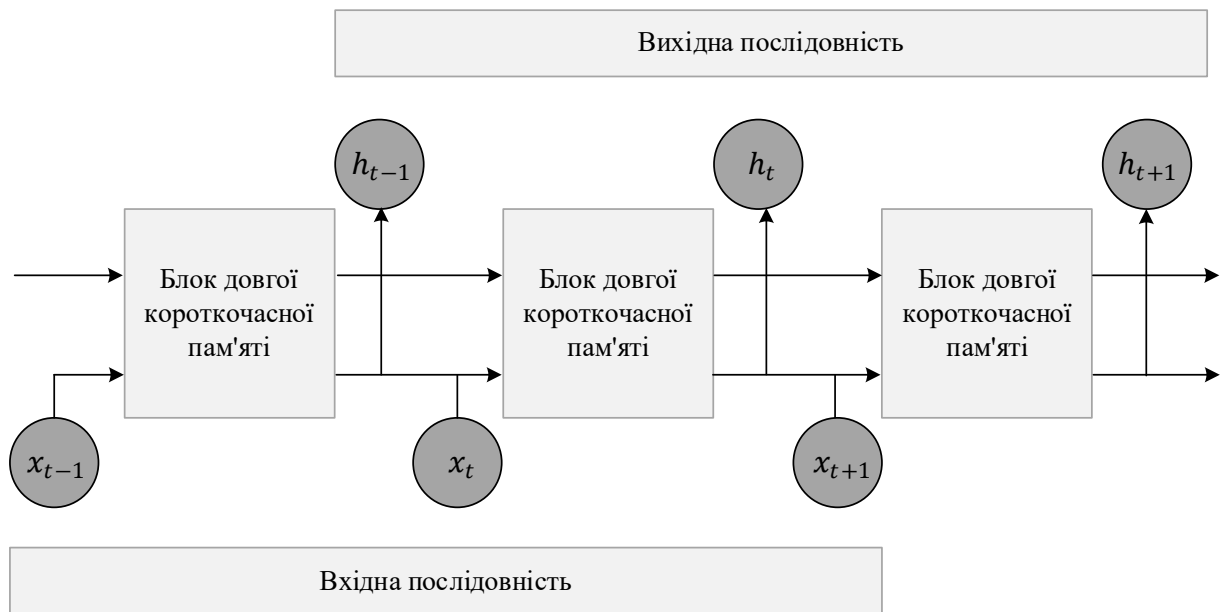 Вихідна послідовність
h_{t−1}
h_t
h_{t+1}
Блок довгої
короткочасної
пам'яті
Блок довгої
короткочасної
пам'яті
Блок довгої
короткочасної
пам'яті
x_{t−1}
x_t
x_{t+1}
Вхідна послідовність